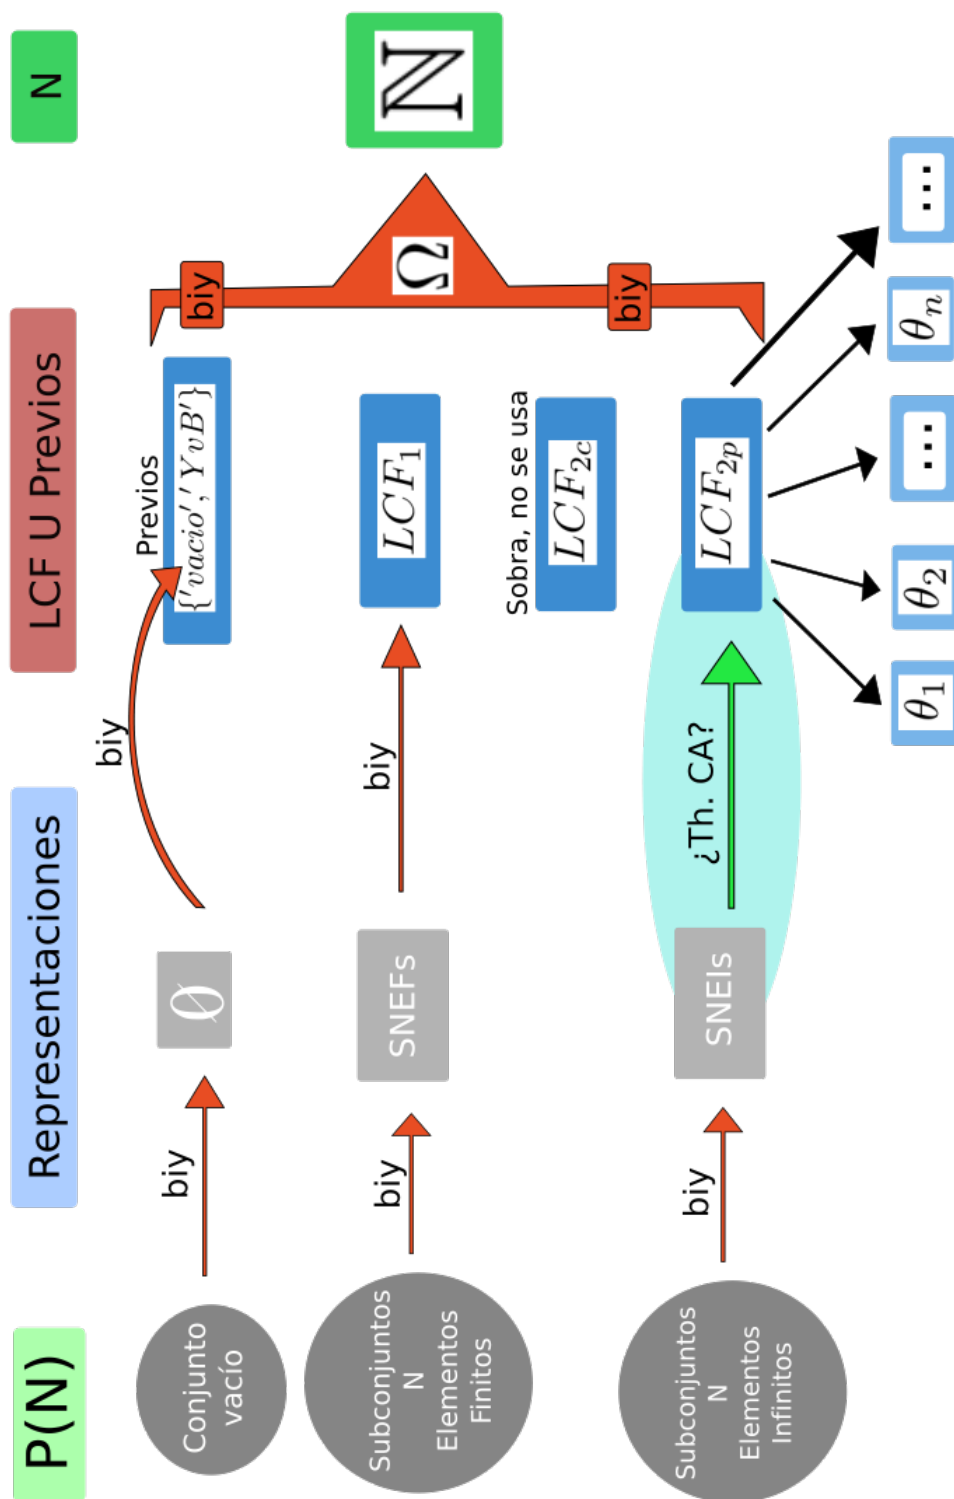 P(N)
Representaciones
LCF U Previos
N
Conjunto
vacío
biy
∅
biy
Previos
{'vacio','YvB'}
biy
Subconjuntos
N
Elementos
Finitos
biy
SNEFs
biy
LCF₁
Ω
ℕ
Sobra, no se usa
LCF₂c
biy
Subconjuntos
N
Elementos
Infinitos
biy
SNEIs
¿Th. CA?
LCF₂p
θ₁
θ₂
...
θₙ
...